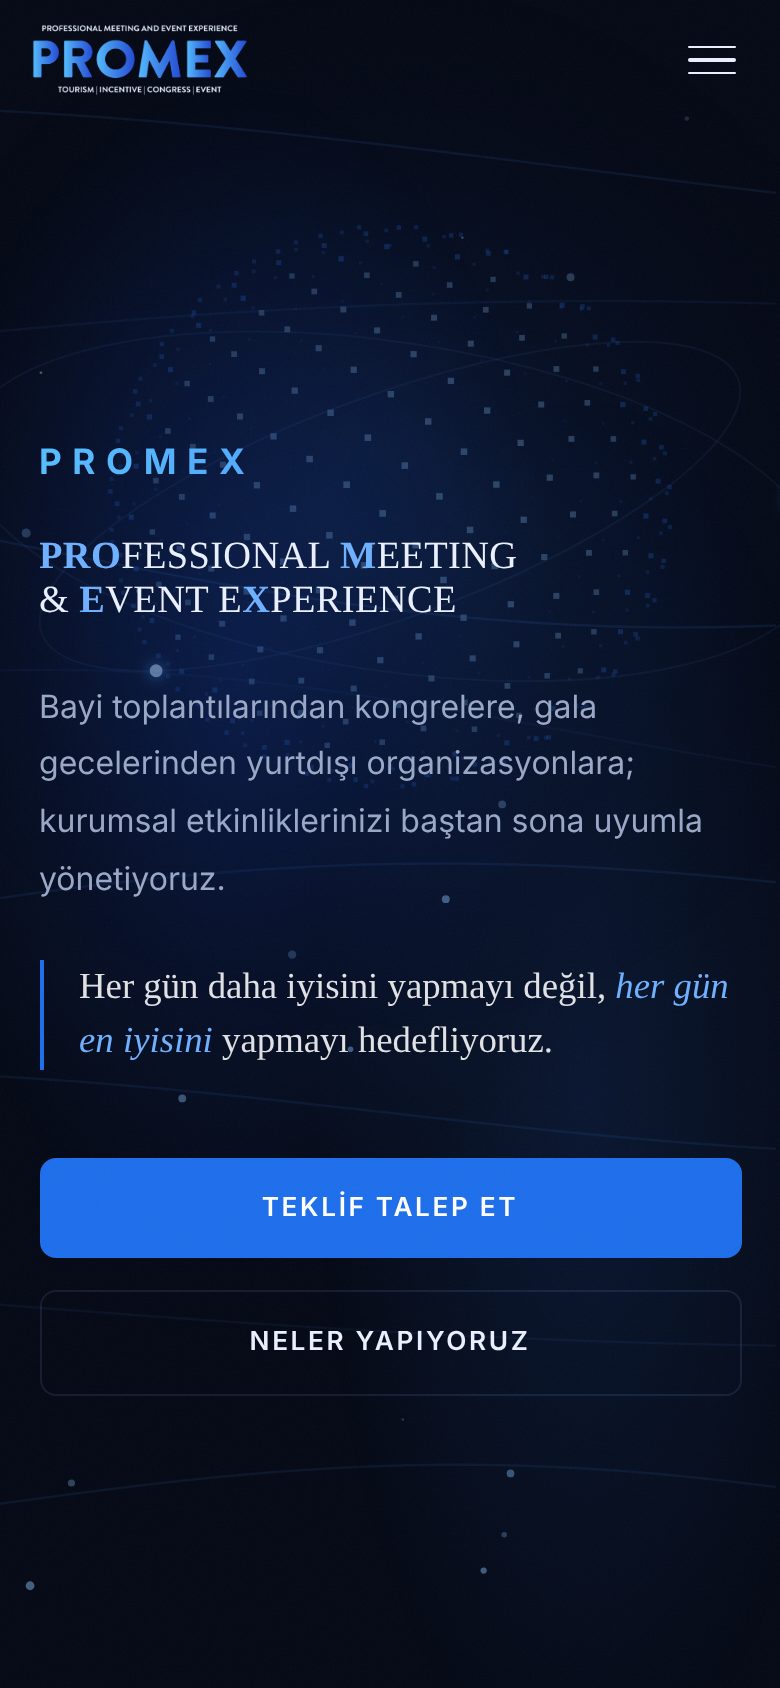 PROFESSIONAL MEETING AND EVENT EXPERIENCE
PROMEX
TOURISM | INCENTIVE | CONGRESS | EVENT
PROMEX
PROFESSIONAL MEETING
& EVENT EXPERIENCE
Bayi toplantılarından kongrelere, gala
gecelerinden yurtdışı organizasyonlara;
kurumsal etkinliklerinizi baştan sona uyumla
yönetiyoruz.
Her gün daha iyisini yapmayı değil, her gün
en iyisini yapmayı hedefliyoruz.
TEKLİF TALEP ET
NELER YAPIYORUZ